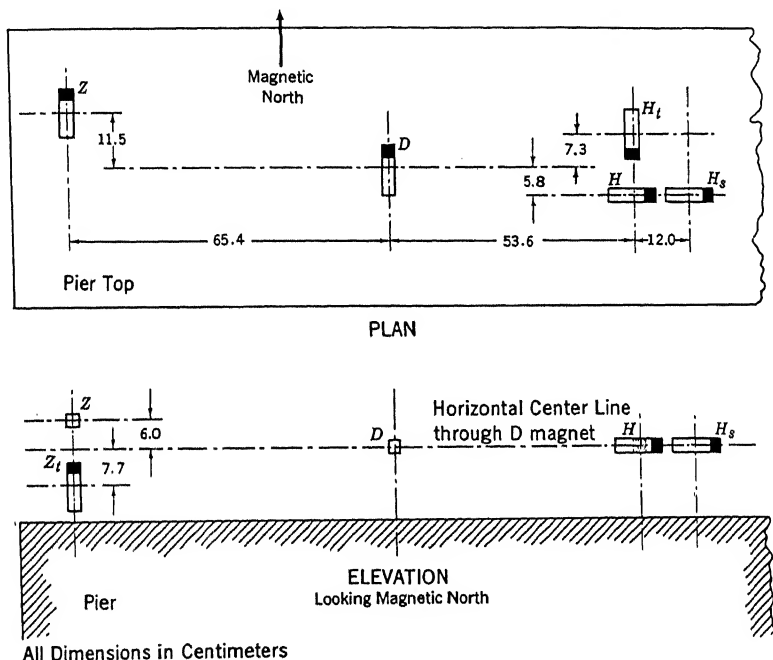 Magnetic
North
Z
11.5
D
H_t
7.3
5.8
H
H_s
65.4
53.6
12.0
Pier Top
PLAN
Z
6.0
Horizontal Center Line
through D magnet
D
H
H_s
Z_t
7.7
ELEVATION
Looking Magnetic North
Pier
All Dimensions in Centimeters